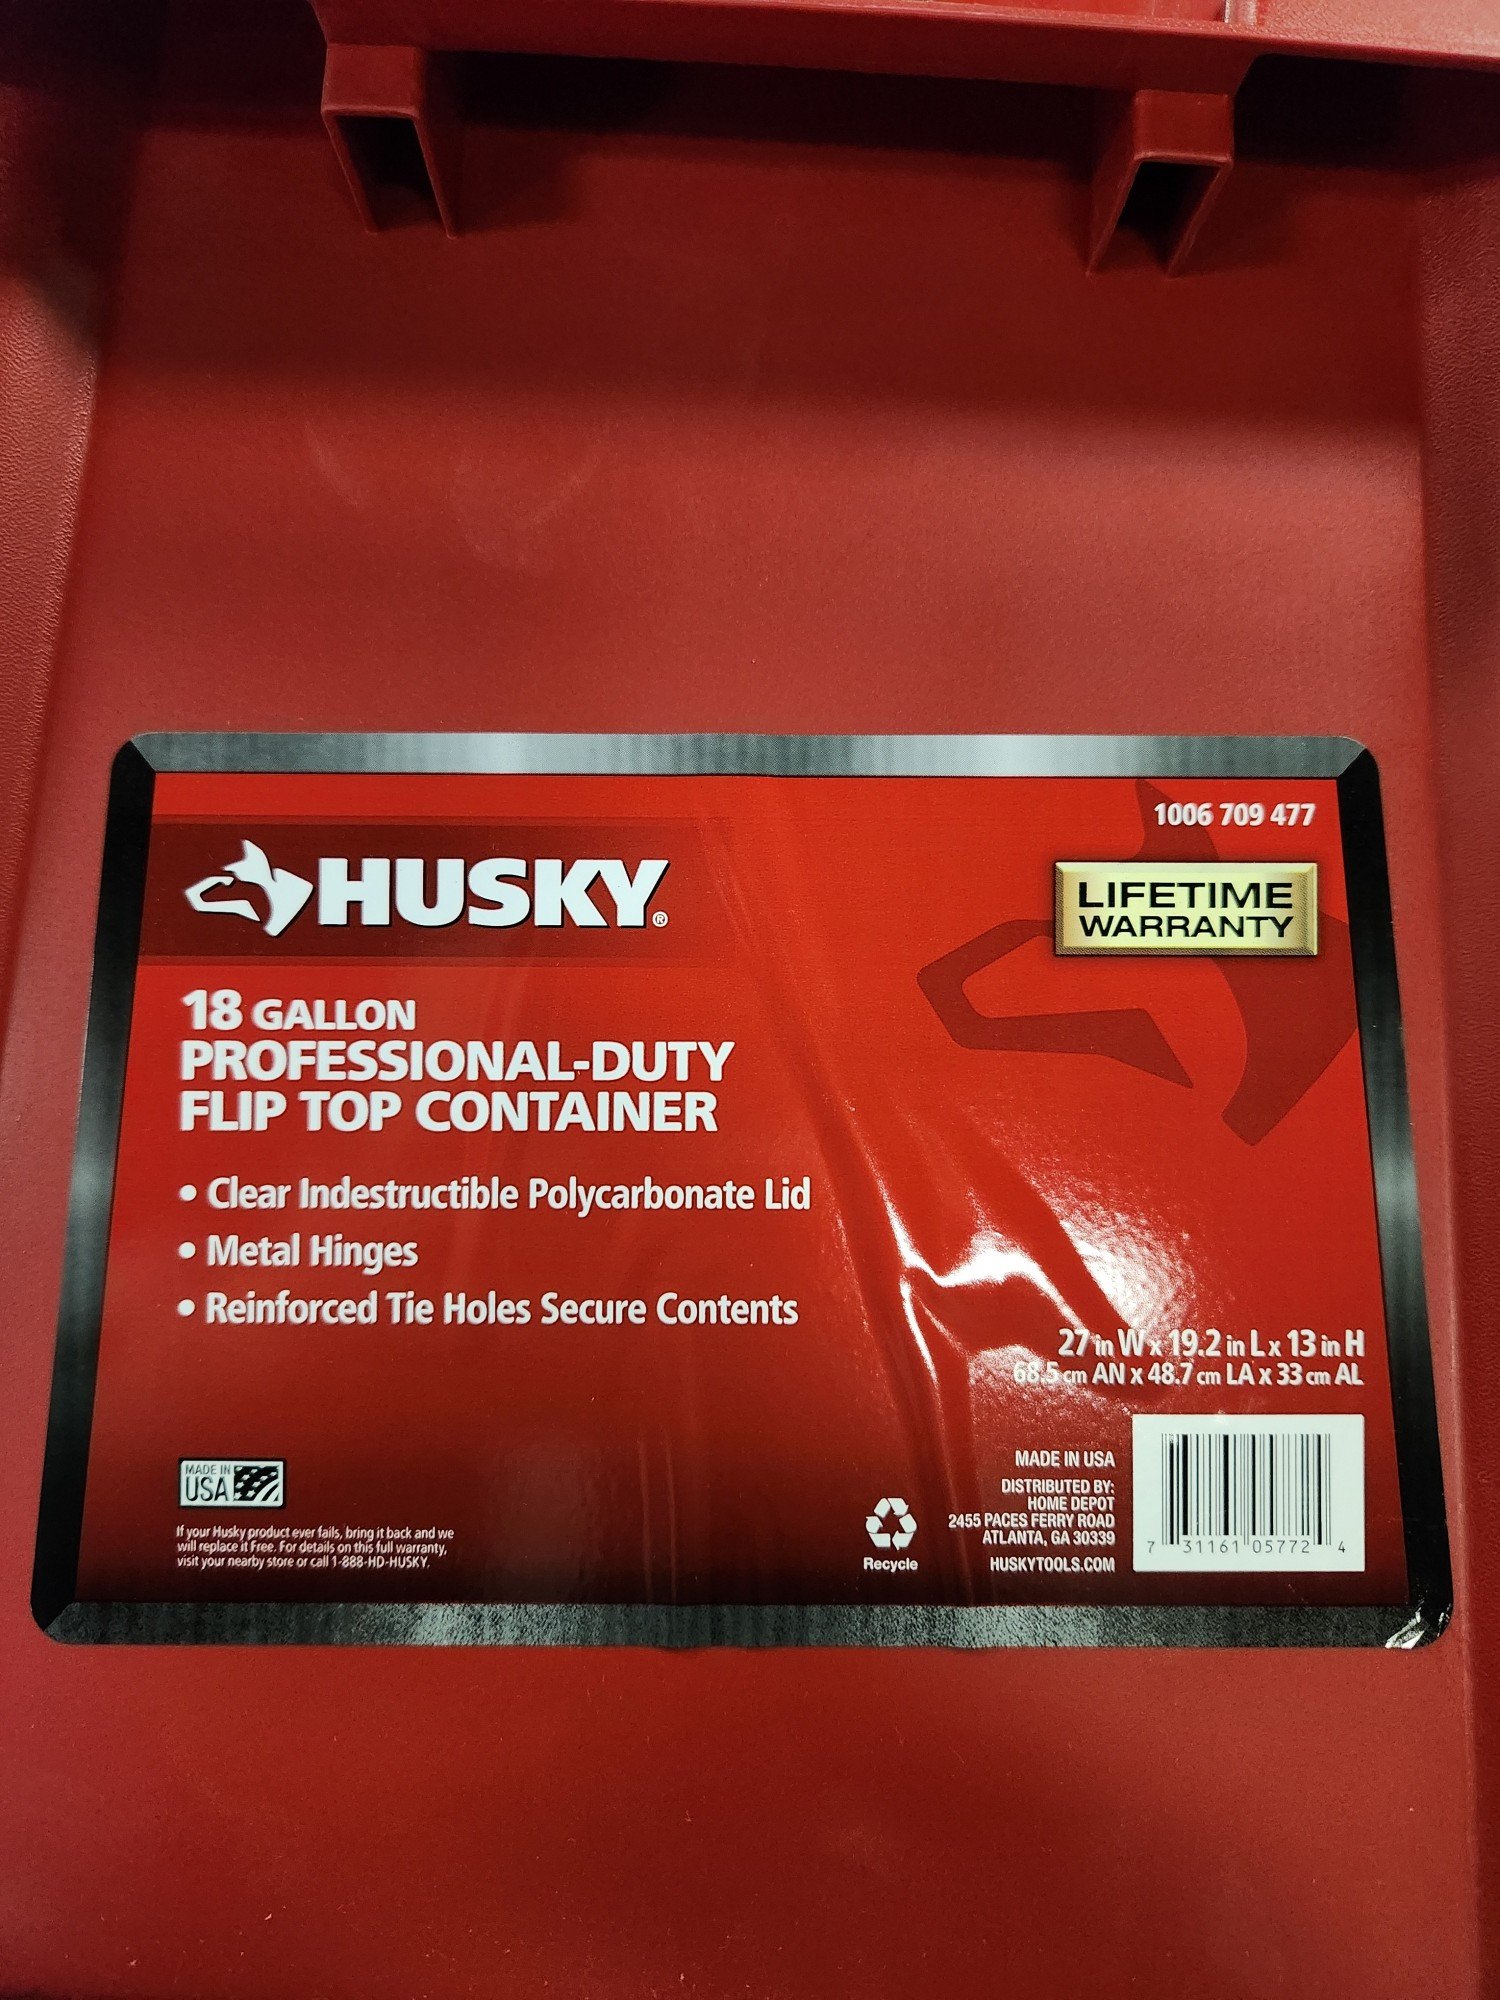 1006 709 477
HUSKY®
LIFETIME
WARRANTY
18 GALLON
PROFESSIONAL-DUTY
FLIP TOP CONTAINER
• Clear Indestructible Polycarbonate Lid
• Metal Hinges
• Reinforced Tie Holes Secure Contents
27 in W x 19.2 in L x 13 in H
68.5 cm AN x 48.7 cm LA x 33 cm AL
MADE IN
USA
If your Husky product ever fails, bring it back and we
will replace it Free. For details on this full warranty,
visit your nearby store or call 1-888-HD-HUSKY.
Recycle
MADE IN USA
DISTRIBUTED BY:
HOME DEPOT
2455 PACES FERRY ROAD
ATLANTA, GA 30339
HUSKYTOOLS.COM
7 31161 05772 4